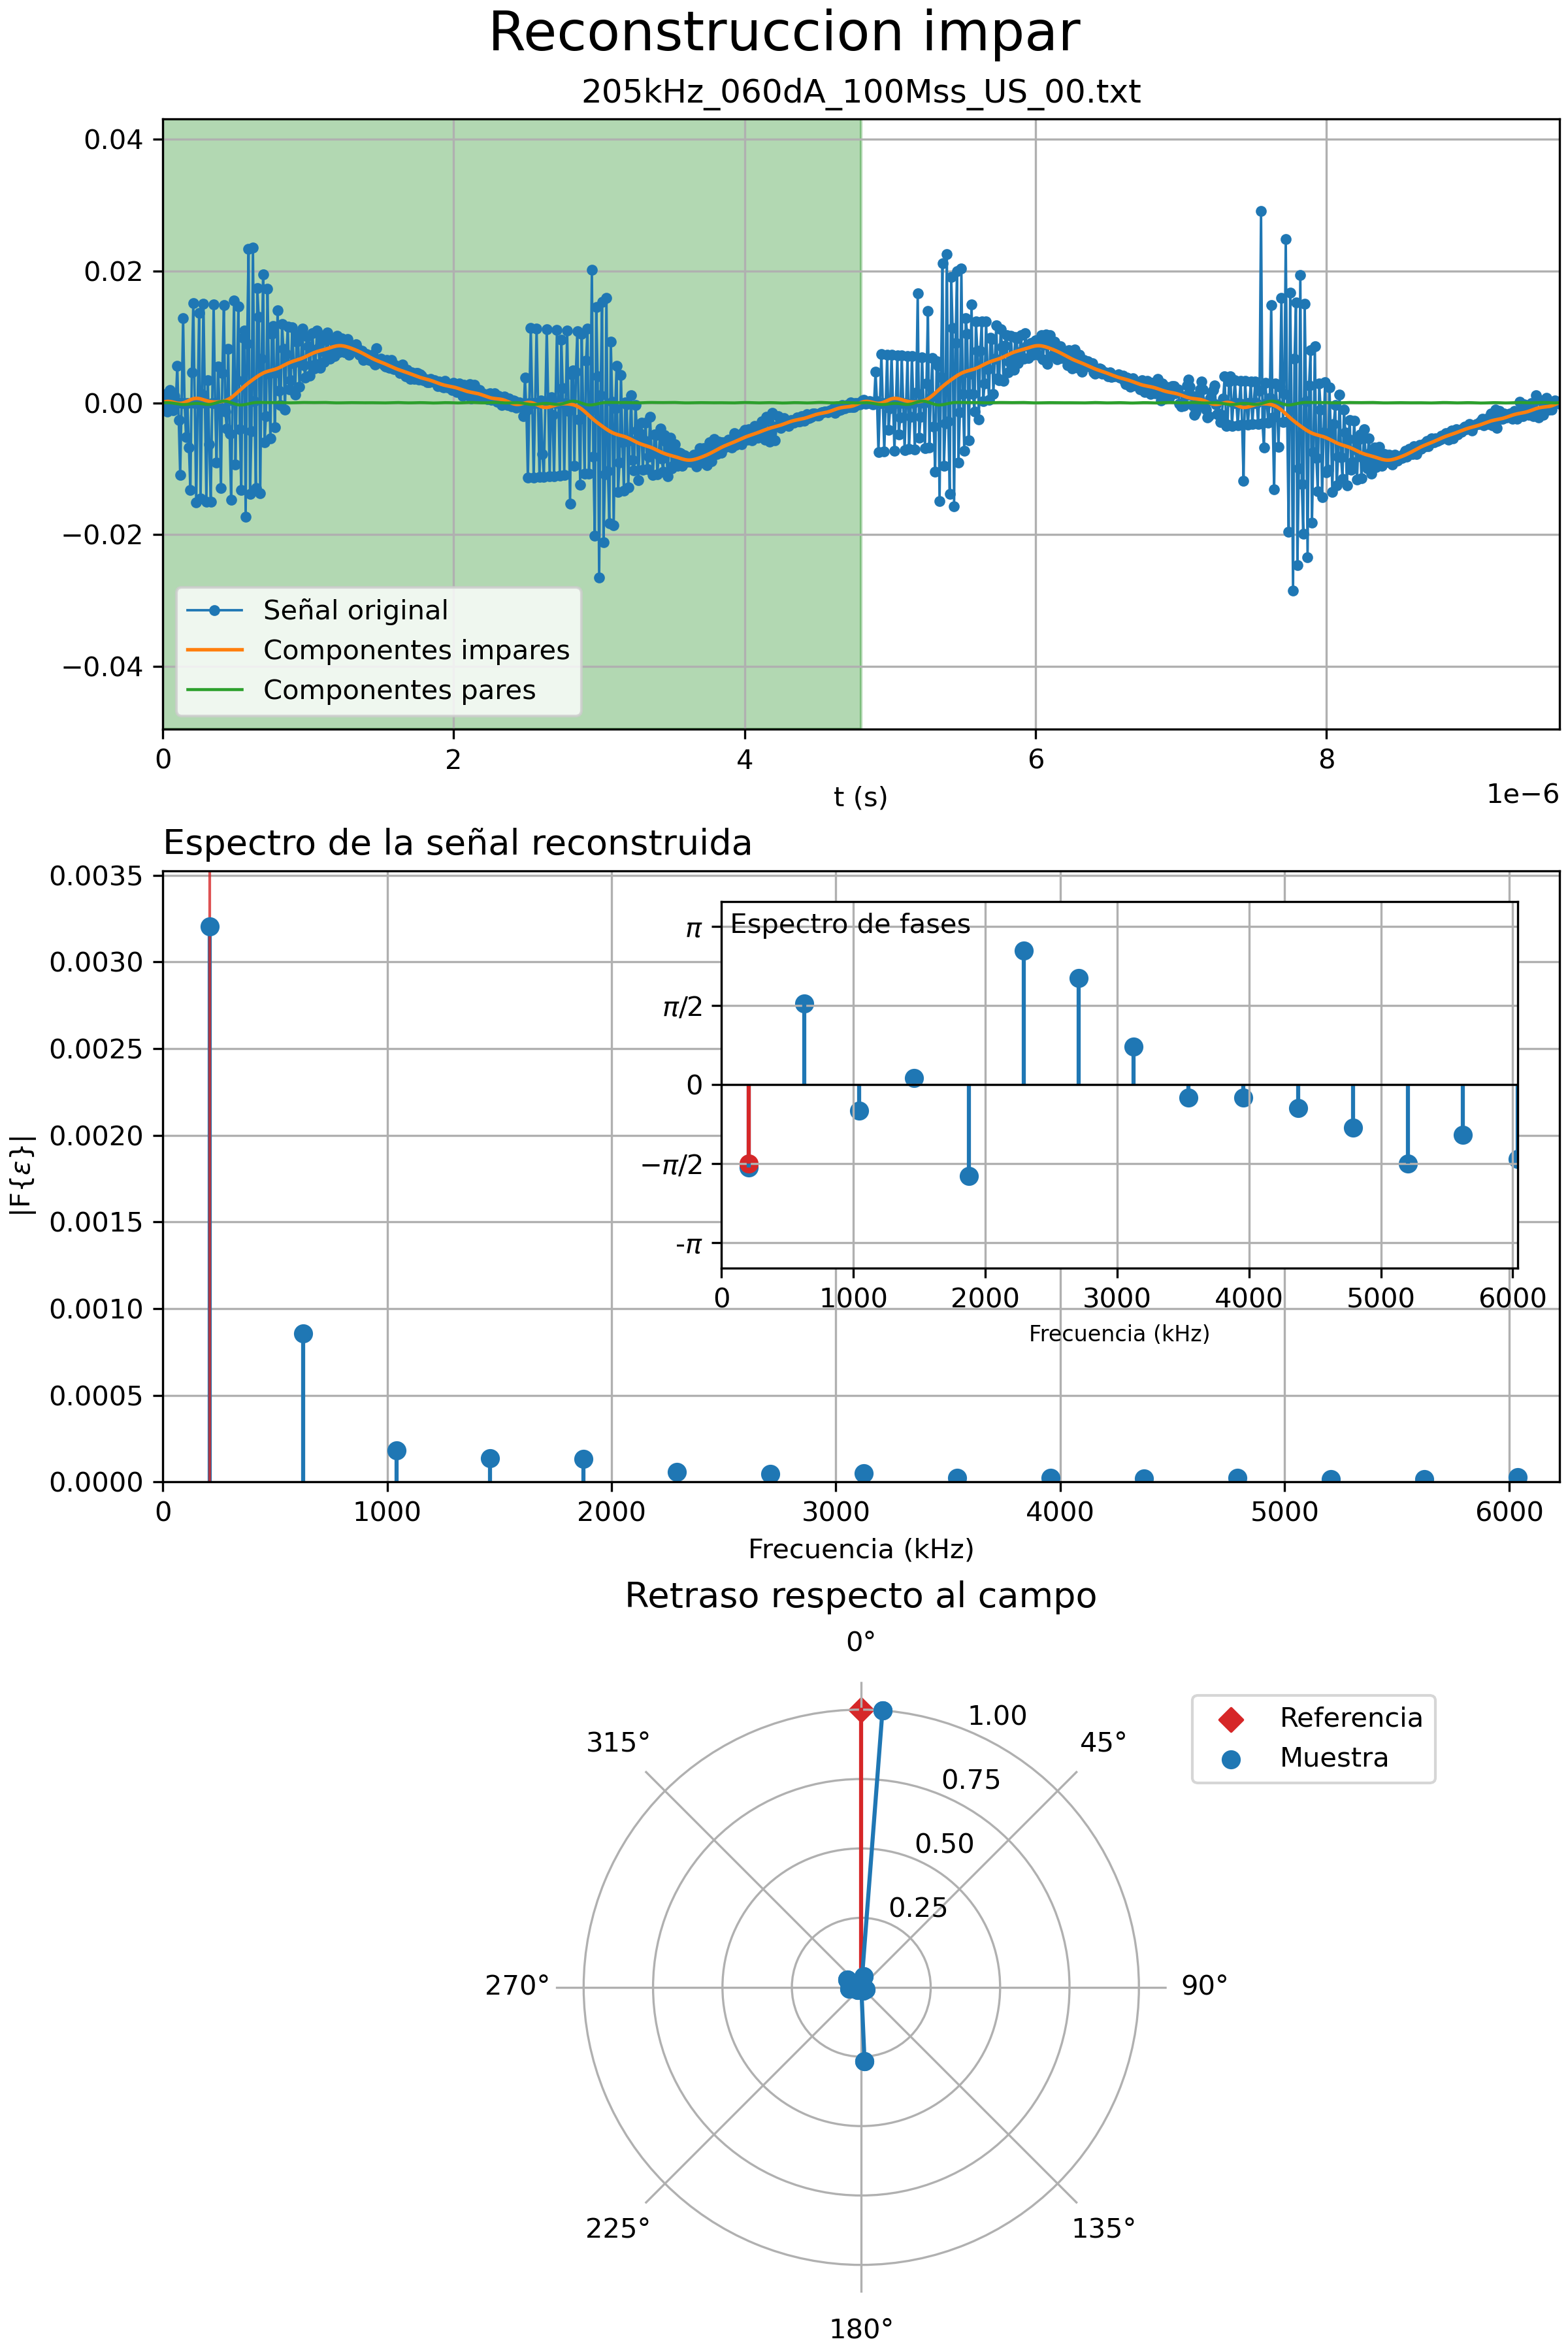 Reconstruccion impar
205kHz_060dA_100Mss_US_00.txt
0.04
0.02
0.00
−0.02
−0.04
Señal original
Componentes impares
Componentes pares
0 2 4 6 8
t (s)
1e−6
Espectro de la señal reconstruida
0.0035
0.0030
0.0025
0.0020
0.0015
0.0010
0.0005
0.0000
|F{ε}|
Espectro de fases
π
π/2
0
−π/2
-π
0 1000 2000 3000 4000 5000 6000
Frecuencia (kHz)
0 1000 2000 3000 4000 5000 6000
Frecuencia (kHz)
Retraso respecto al campo
0°
45°
90°
135°
180°
225°
270°
315°
1.00
0.75
0.50
0.25
Referencia
Muestra